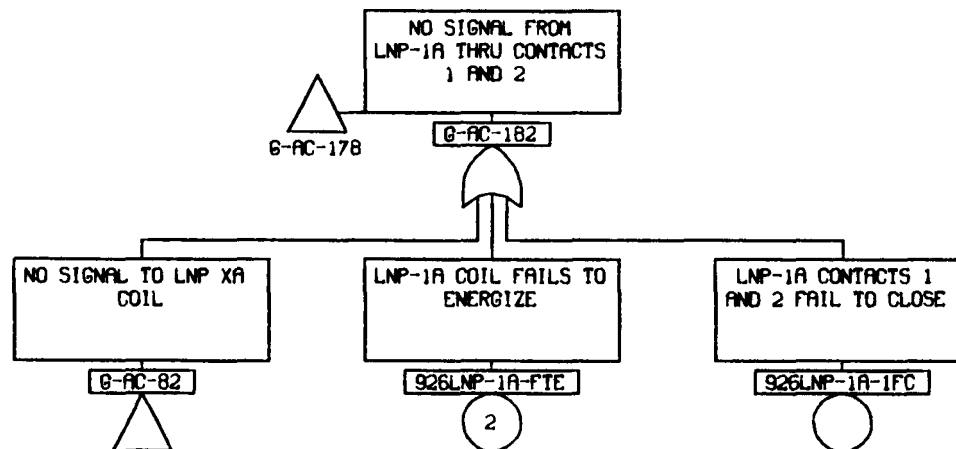 NO SIGNAL FROM
LNP-1A THRU CONTACTS
1 AND 2
G-AC-178
G-AC-182
NO SIGNAL TO LNP XA
COIL
LNP-1A COIL FAILS TO
ENERGIZE
LNP-1A CONTACTS 1
AND 2 FAIL TO CLOSE
G-AC-82
926LNP-1A-FTE
926LNP-1A-1FC
2